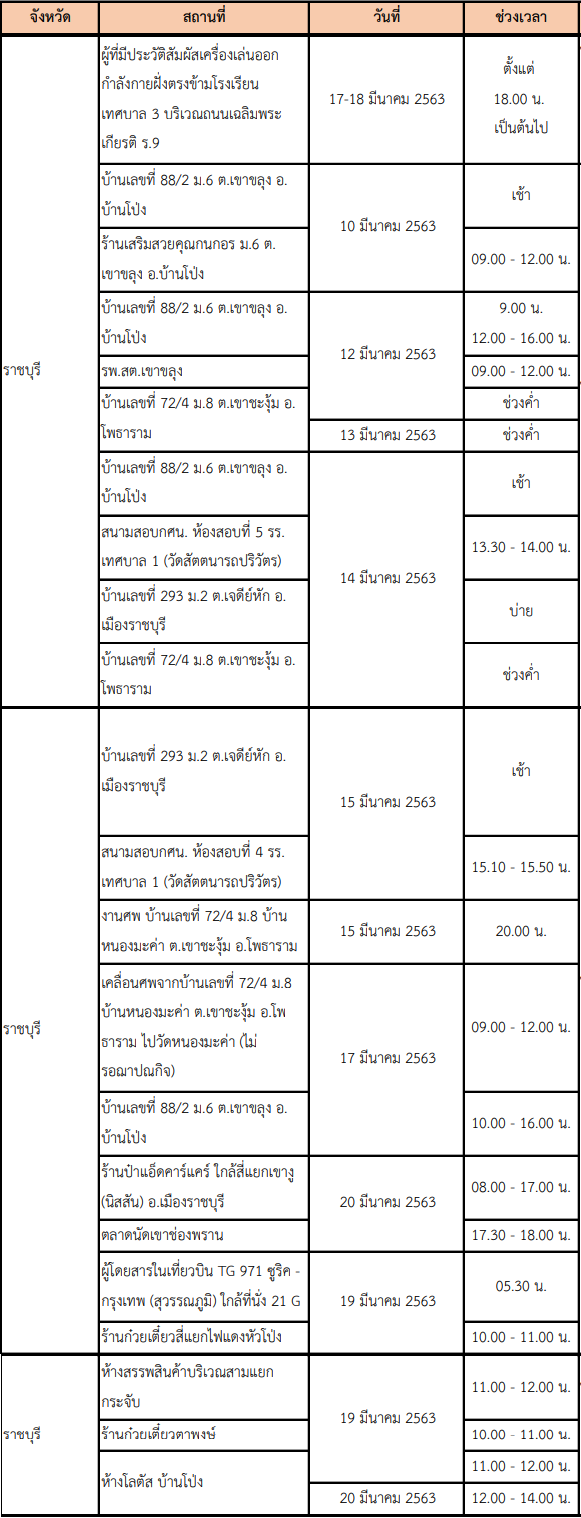 จังหวัด สถานที่ วันที่ ช่วงเวลา
ราชบุรี
ผู้ที่มีประวัติสัมผัสเครื่องเล่นออก
กำลังกายฝั่งตรงข้ามโรงเรียน
เทศบาล 3 บริเวณถนนเฉลิมพระ
เกียรติ ร.9
17-18 มีนาคม 2563
ตั้งแต่
18.00 น.
เป็นต้นไป
บ้านเลขที่ 88/2 ม.6 ต.เขาขลุง อ.
บ้านโป่ง
10 มีนาคม 2563
เช้า
ร้านเสริมสวยคุณกนกอร ม.6 ต.
เขาขลุง อ.บ้านโป่ง
09.00 - 12.00 น.
บ้านเลขที่ 88/2 ม.6 ต.เขาขลุง อ.
บ้านโป่ง
12 มีนาคม 2563
9.00 น.
12.00 - 16.00 น.
รพ.สต.เขาขลุง
09.00 - 12.00 น.
บ้านเลขที่ 72/4 ม.8 ต.เขาชะงุ้ม อ.
โพธาราม
ช่วงค่ำ
13 มีนาคม 2563
ช่วงค่ำ
บ้านเลขที่ 88/2 ม.6 ต.เขาขลุง อ.
บ้านโป่ง
14 มีนาคม 2563
เช้า
สนามสอบกศน. ห้องสอบที่ 5 รร.
เทศบาล 1 (วัดสัตตนารถปริวัตร)
13.30 - 14.00 น.
บ้านเลขที่ 293 ม.2 ต.เจดีย์หัก อ.
เมืองราชบุรี
บ่าย
บ้านเลขที่ 72/4 ม.8 ต.เขาชะงุ้ม อ.
โพธาราม
ช่วงค่ำ
ราชบุรี
บ้านเลขที่ 293 ม.2 ต.เจดีย์หัก อ.
เมืองราชบุรี
15 มีนาคม 2563
เช้า
สนามสอบกศน. ห้องสอบที่ 4 รร.
เทศบาล 1 (วัดสัตตนารถปริวัตร)
15.10 - 15.50 น.
งานศพ บ้านเลขที่ 72/4 ม.8 บ้าน
หนองมะค่า ต.เขาชะงุ้ม อ.โพธาราม
15 มีนาคม 2563
20.00 น.
เคลื่อนศพจากบ้านเลขที่ 72/4 ม.8
บ้านหนองมะค่า ต.เขาชะงุ้ม อ.โพ
ธาราม ไปวัดหนองมะค่า (ไม่
รอฌาปณกิจ)
17 มีนาคม 2563
09.00 - 12.00 น.
บ้านเลขที่ 88/2 ม.6 ต.เขาขลุง อ.
บ้านโป่ง
10.00 - 16.00 น.
ร้านป๋าแอ็ดคาร์แคร์ ใกล้สี่แยกเขางู
(นิสสัน) อ.เมืองราชบุรี
20 มีนาคม 2563
08.00 - 17.00 น.
ตลาดนัดเขาช่องพราน
17.30 - 18.00 น.
ผู้โดยสารในเที่ยวบิน TG 971 ซูริค -
กรุงเทพ (สุวรรณภูมิ) ใกล้ที่นั่ง 21 G
19 มีนาคม 2563
05.30 น.
ร้านก๋วยเตี๋ยวสี่แยกไฟแดงหัวโป่ง
10.00 - 11.00 น.
ราชบุรี
ห้างสรรพสินค้าบริเวณสามแยก
กระจับ
19 มีนาคม 2563
11.00 - 12.00 น.
ร้านก๋วยเตี๋ยวตาพงษ์
10.00 - 11.00 น.
ห้างโลตัส บ้านโป่ง
11.00 - 12.00 น.
20 มีนาคม 2563
12.00 - 14.00 น.